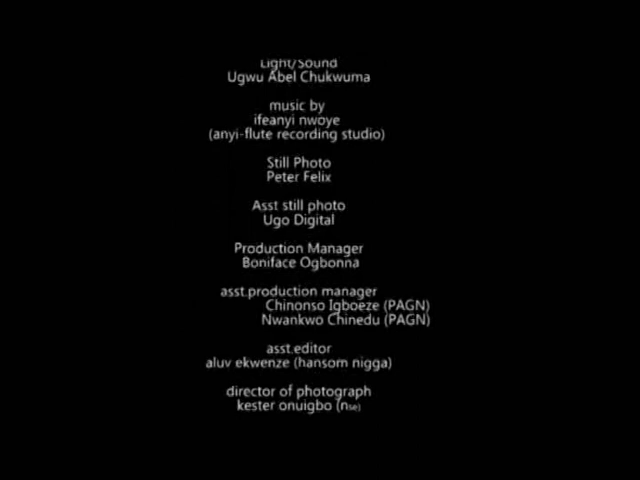 Light/Sound
Ugwu Abel Chukwuma
music by
ifeanyi nwoye
(anyi-flute recording studio)
Still Photo
Peter Felix
Asst still photo
Ugo Digital
Production Manager
Boniface Ogbonna
asst.production manager
Chinonso Igboeze (PAGN)
Nwankwo Chinedu (PAGN)
asst.editor
aluv ekwenze (hansom nigga)
director of photograph
kester onuigbo (nse)